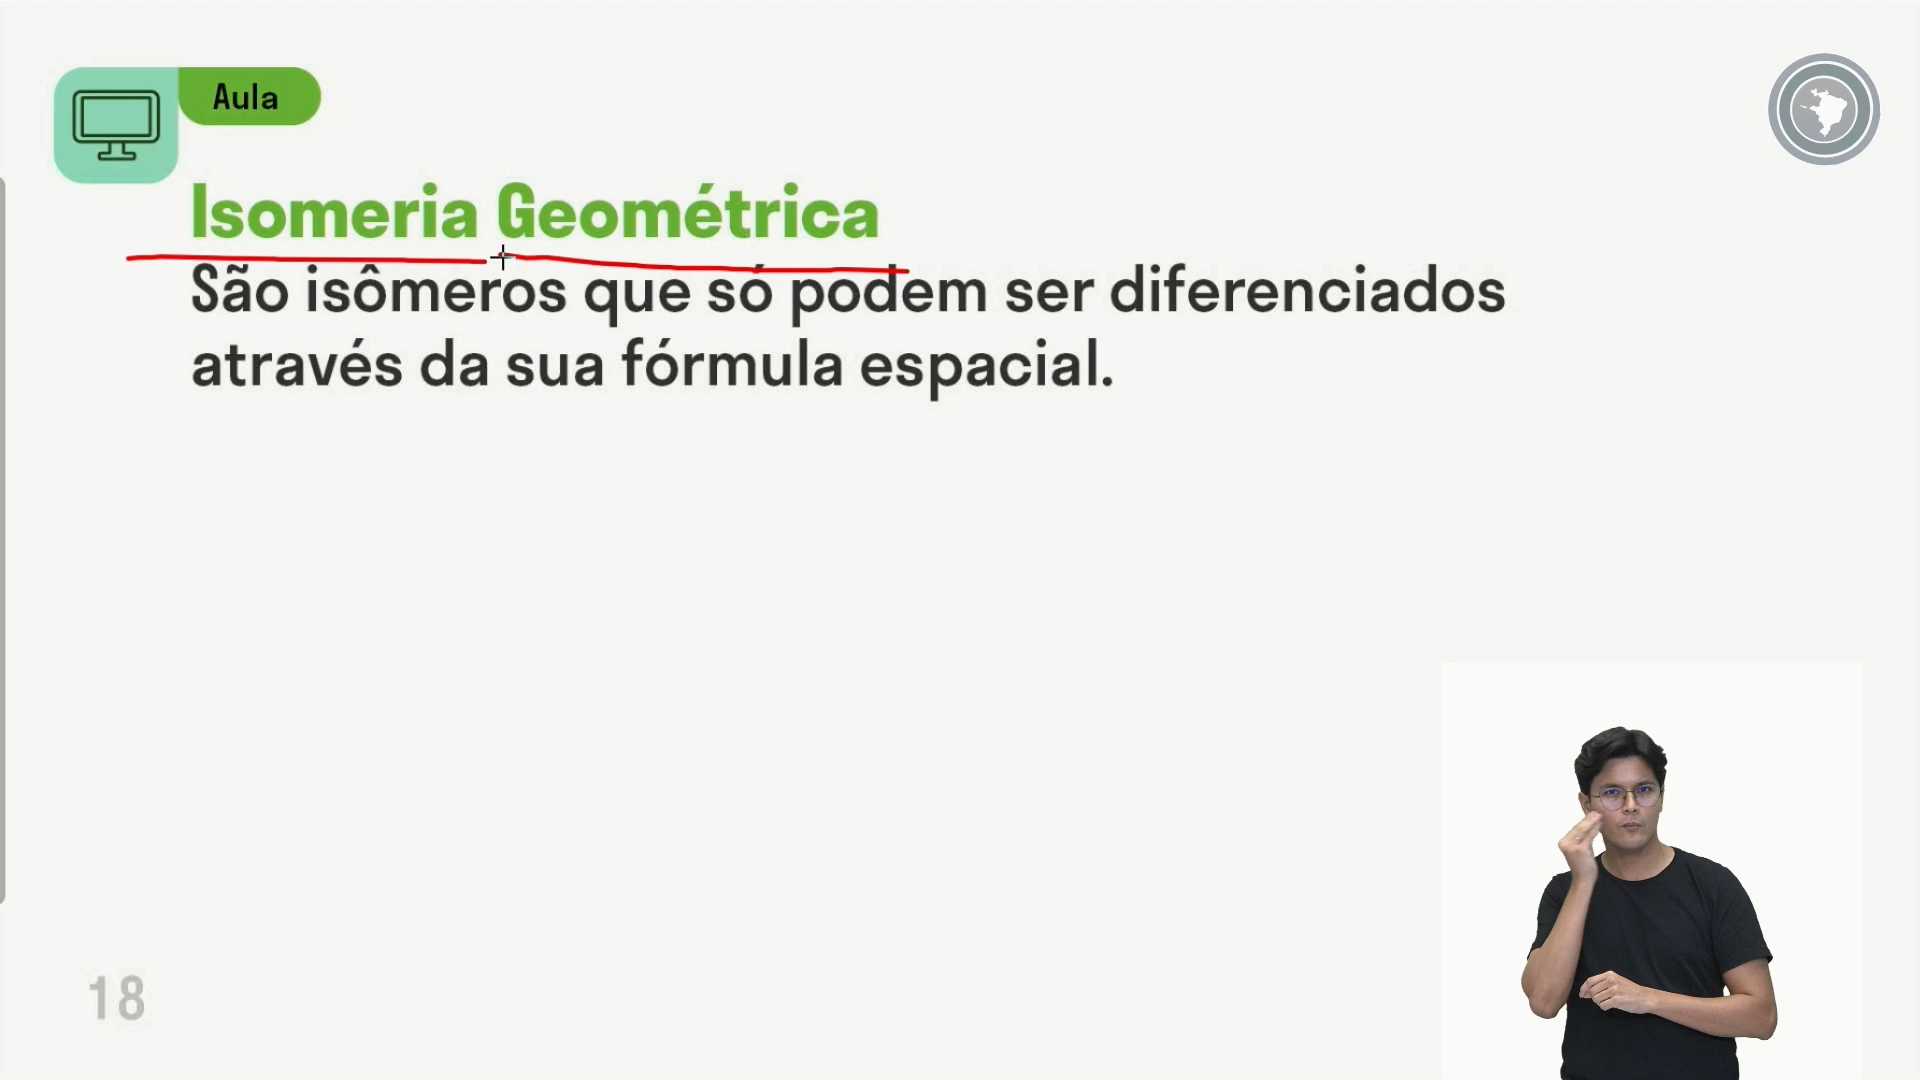 Aula
Isomeria Geométrica
São isômeros que só podem ser diferenciados
através da sua fórmula espacial.
18